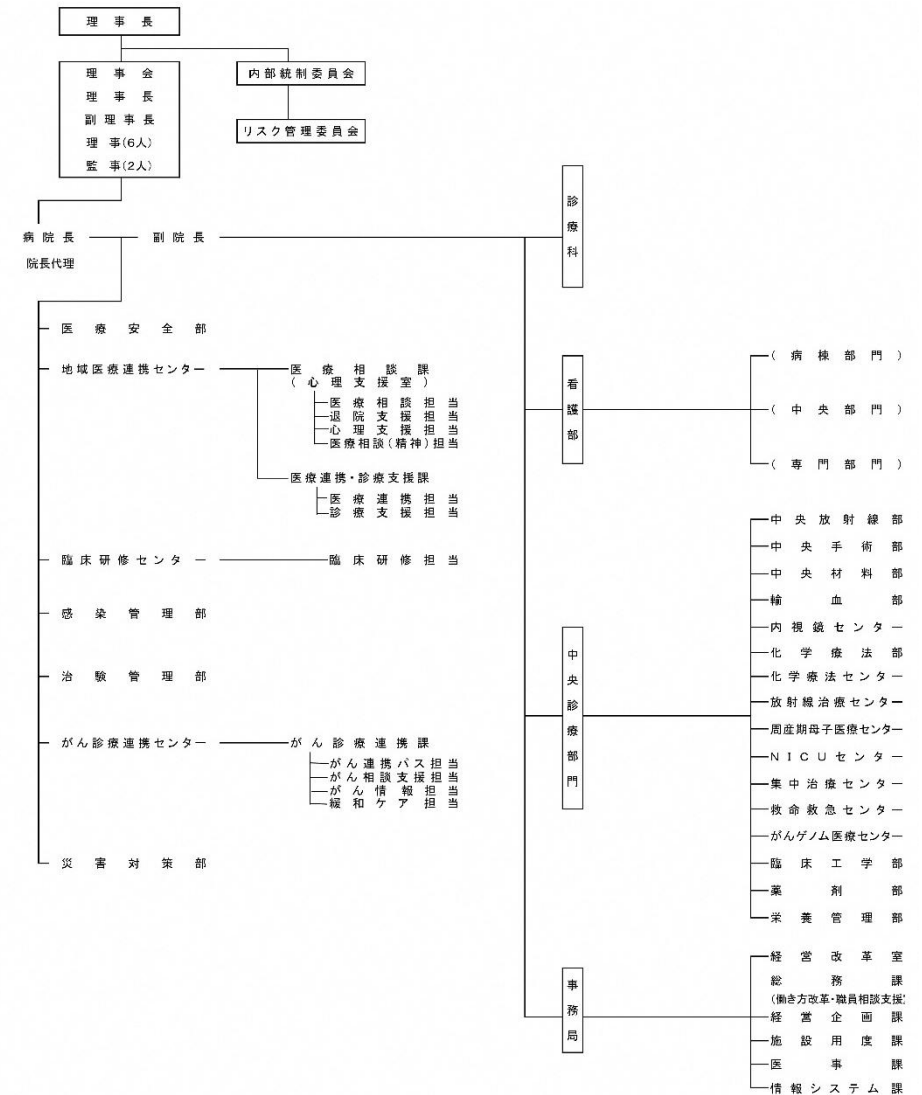 理事長
理事会
理事長
副理事長
理事(6人)
監事(2人)
内部統制委員会
リスク管理委員会
病院長
副院長
院長代理
医療安全部
地域医療連携センター
医療相談課
(心理支援室)
医療相談担当
退院支援担当
心理支援担当
医療相談(精神)担当
医療連携・診療支援課
医療連携担当
診療支援担当
臨床研修センター
臨床研修担当
感染管理部
治験管理部
がん診療連携センター
がん診療連携課
がん連携パス担当
がん相談支援担当
がん情報担当
緩和ケア担当
災害対策部
診療科
看護部
(病棟部門)
(中央部門)
(専門部門)
中央診療部門
中央放射線部
中央手術部
中央材料部
輸血部
内視鏡センター
化学療法部
化学療法センター
放射線治療センター
周産期母子医療センター
NICUセンター
集中治療センター
救命救急センター
がんゲノム医療センター
臨床工学部
薬剤部
栄養管理部
事務局
経営改革室
総務課
(働き方改革・職員相談支援
経営企画課
施設用度課
医事課
情報システム課